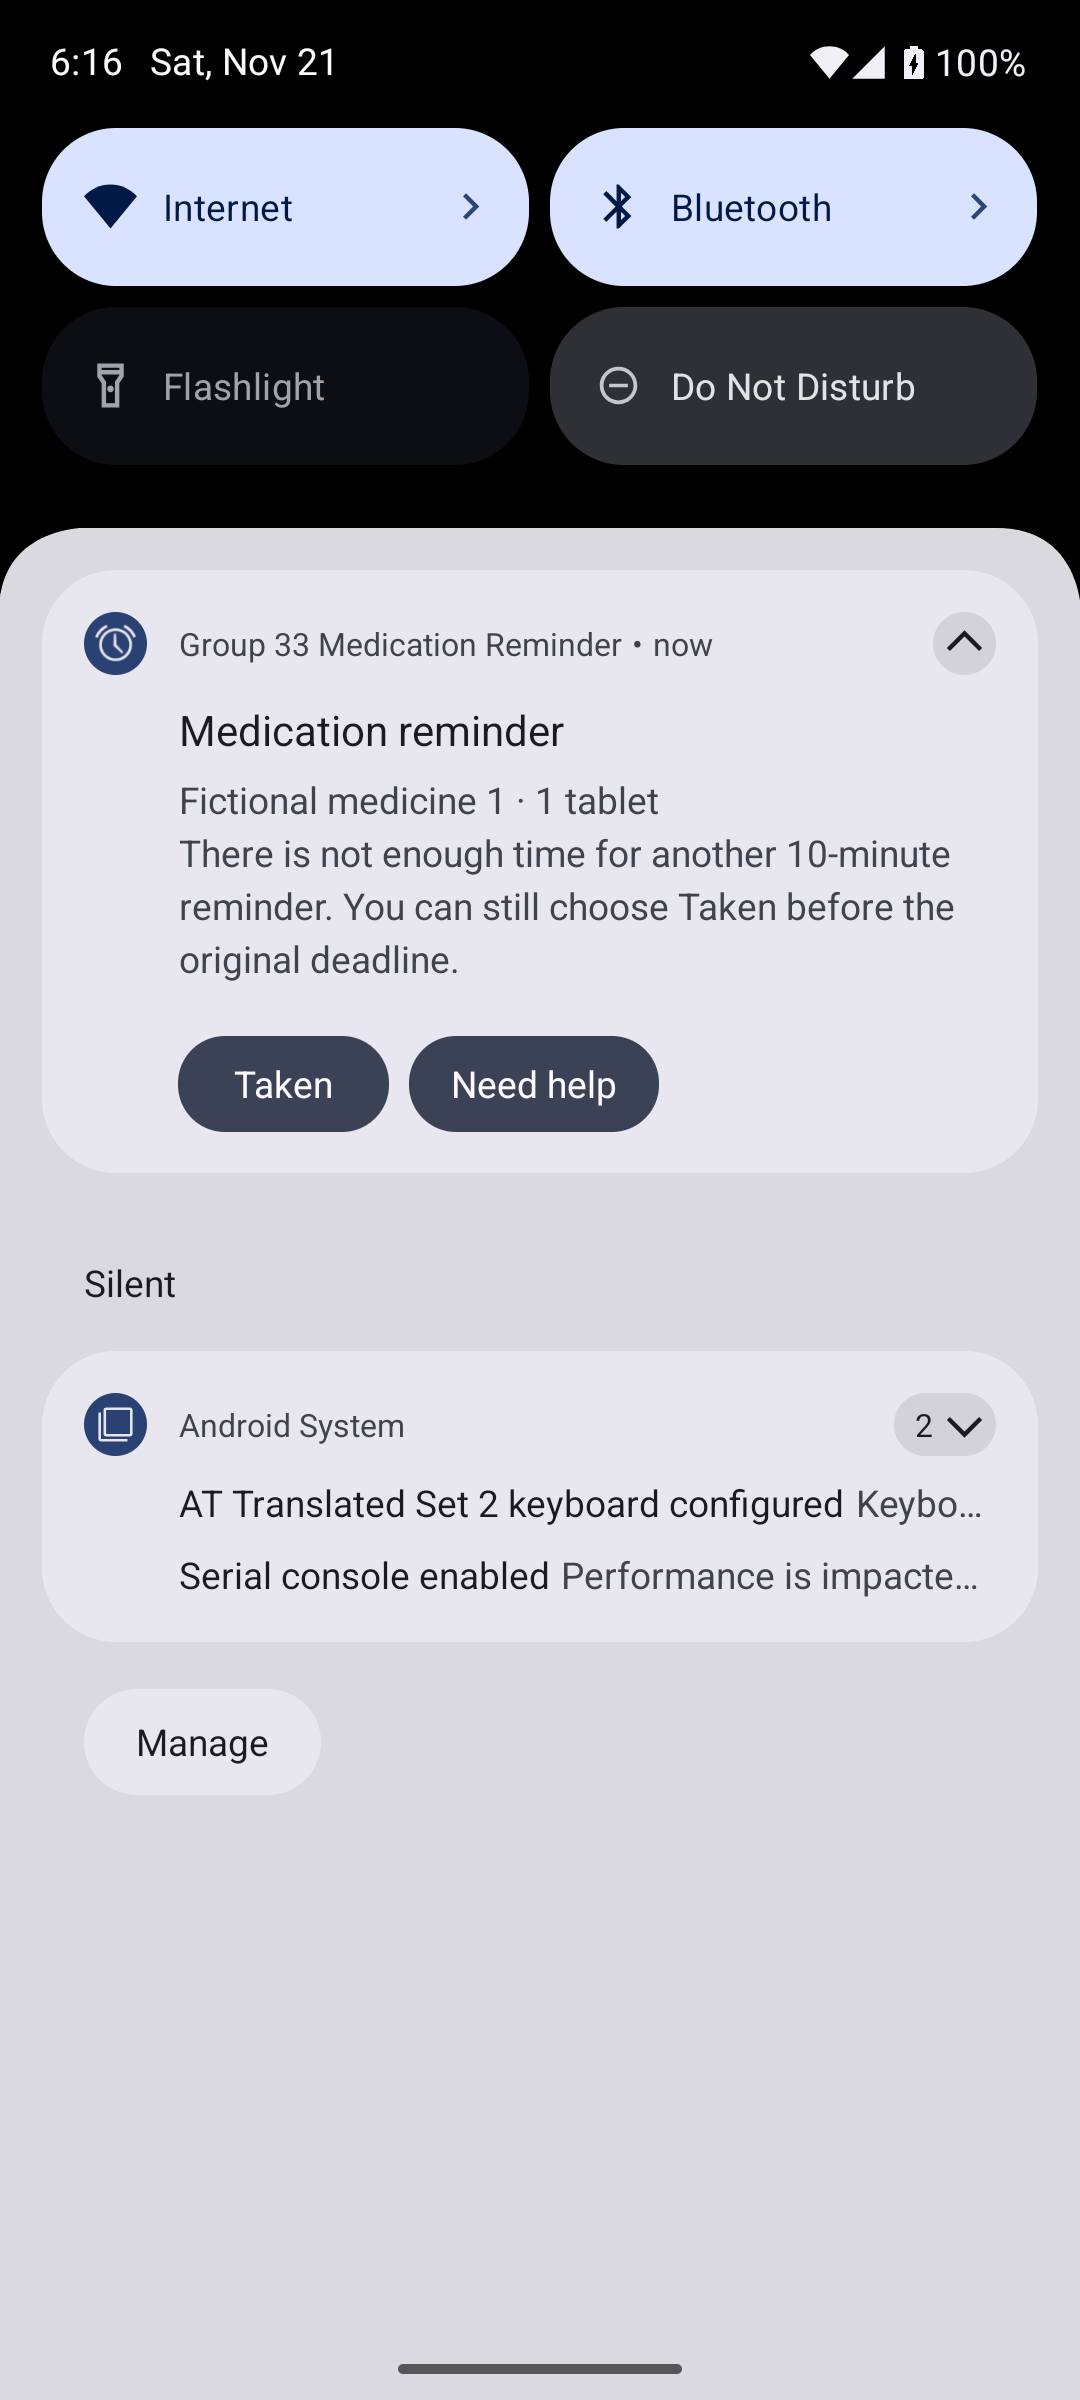 6:16 Sat, Nov 21 100%
Internet
Bluetooth
Flashlight
Do Not Disturb
Group 33 Medication Reminder • now
Medication reminder
Fictional medicine 1 · 1 tablet
There is not enough time for another 10-minute
reminder. You can still choose Taken before the
original deadline.
Taken
Need help
Silent
Android System
2
AT Translated Set 2 keyboard configured Keybo…
Serial console enabled Performance is impacte…
Manage